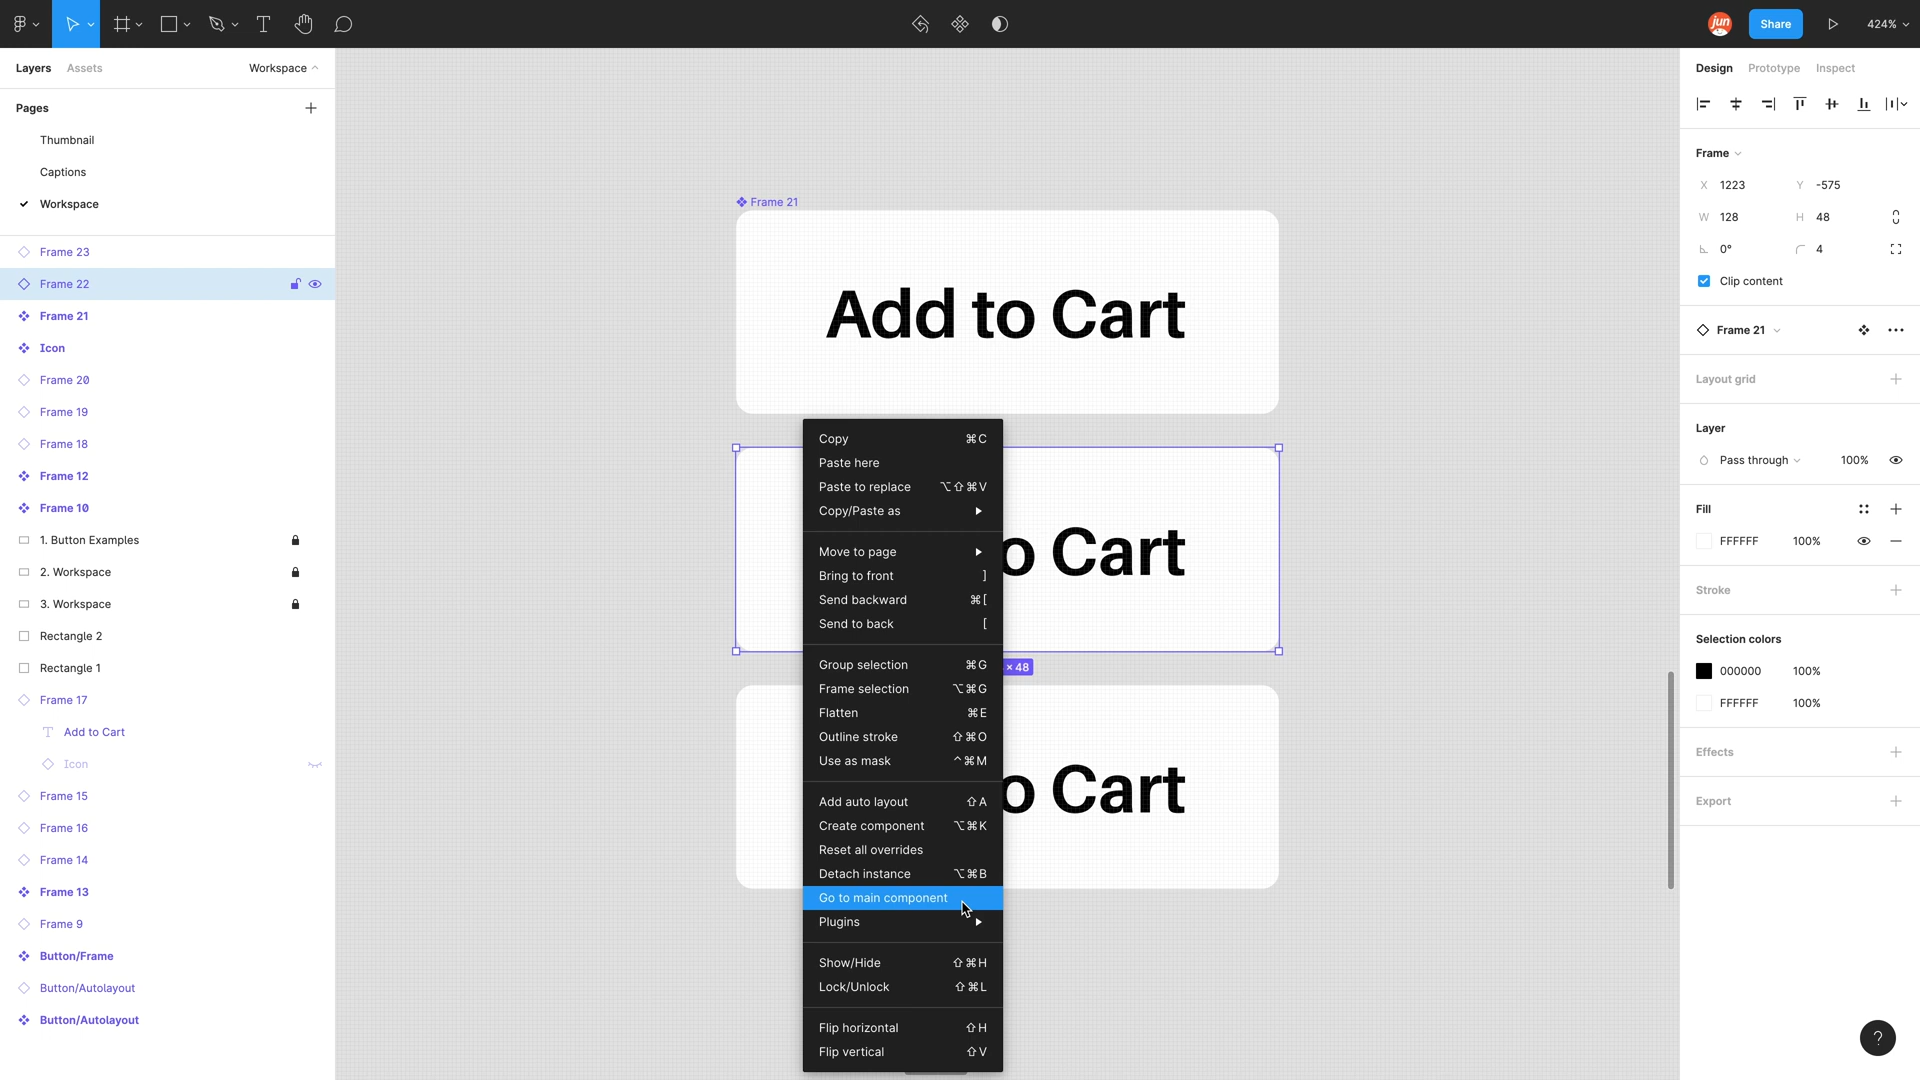 jun
Share
424%
Layers
Assets
Workspace
Pages
Thumbnail
Captions
Workspace
Frame 23
Frame 22
Frame 21
Icon
Frame 20
Frame 19
Frame 18
Frame 12
Frame 10
1. Button Examples
2. Workspace
3. Workspace
Rectangle 2
Rectangle 1
Frame 17
Add to Cart
Icon
Frame 15
Frame 16
Frame 14
Frame 13
Frame 9
Button/Frame
Button/Autolayout
Button/Autolayout
Frame 21
Add to Cart
o Cart
× 48
o Cart
Copy ⌘C
Paste here
Paste to replace ⌥⇧⌘V
Copy/Paste as
Move to page
Bring to front ]
Send backward ⌘[
Send to back [
Group selection ⌘G
Frame selection ⌥⌘G
Flatten ⌘E
Outline stroke ⇧⌘O
Use as mask ^⌘M
Add auto layout ⇧A
Create component ⌥⌘K
Reset all overrides
Detach instance ⌥⌘B
Go to main component
Plugins
Show/Hide ⇧⌘H
Lock/Unlock ⇧⌘L
Flip horizontal ⇧H
Flip vertical ⇧V
Design
Prototype
Inspect
Frame
X 1223 Y -575
W 128 H 48
0° 4
Clip content
Frame 21
Layout grid
Layer
Pass through 100%
Fill
FFFFFF 100%
Stroke
Selection colors
000000 100%
FFFFFF 100%
Effects
Export
?